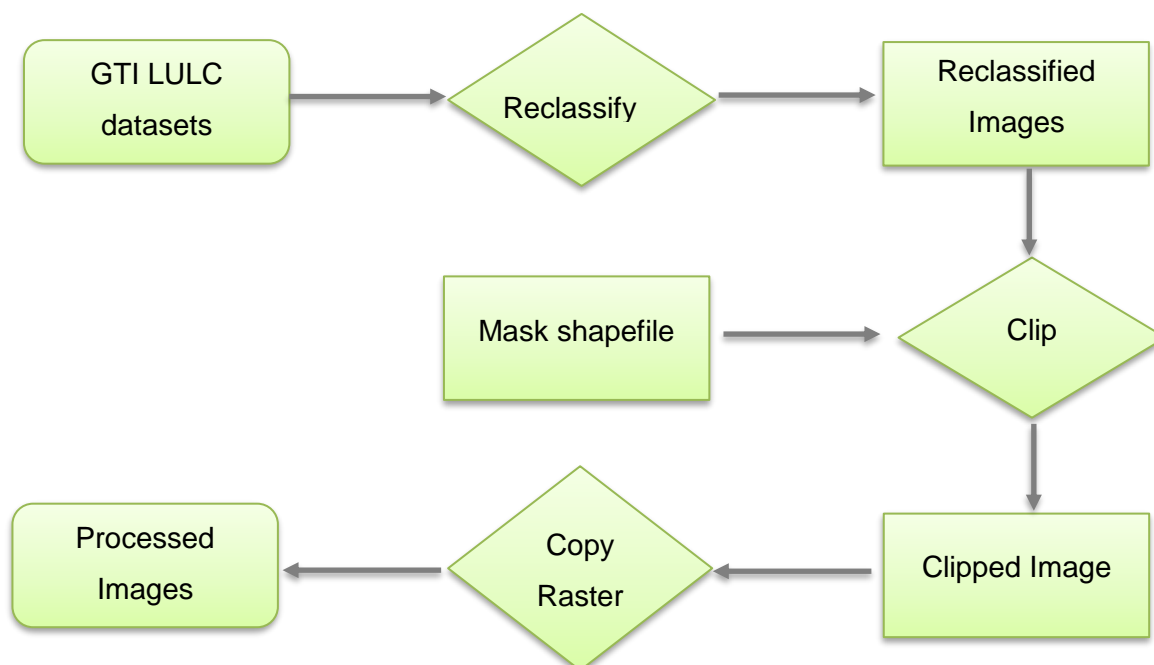 GTI LULC
datasets
Reclassify
Reclassified
Images
Mask shapefile
Clip
Processed
Images
Copy
Raster
Clipped Image